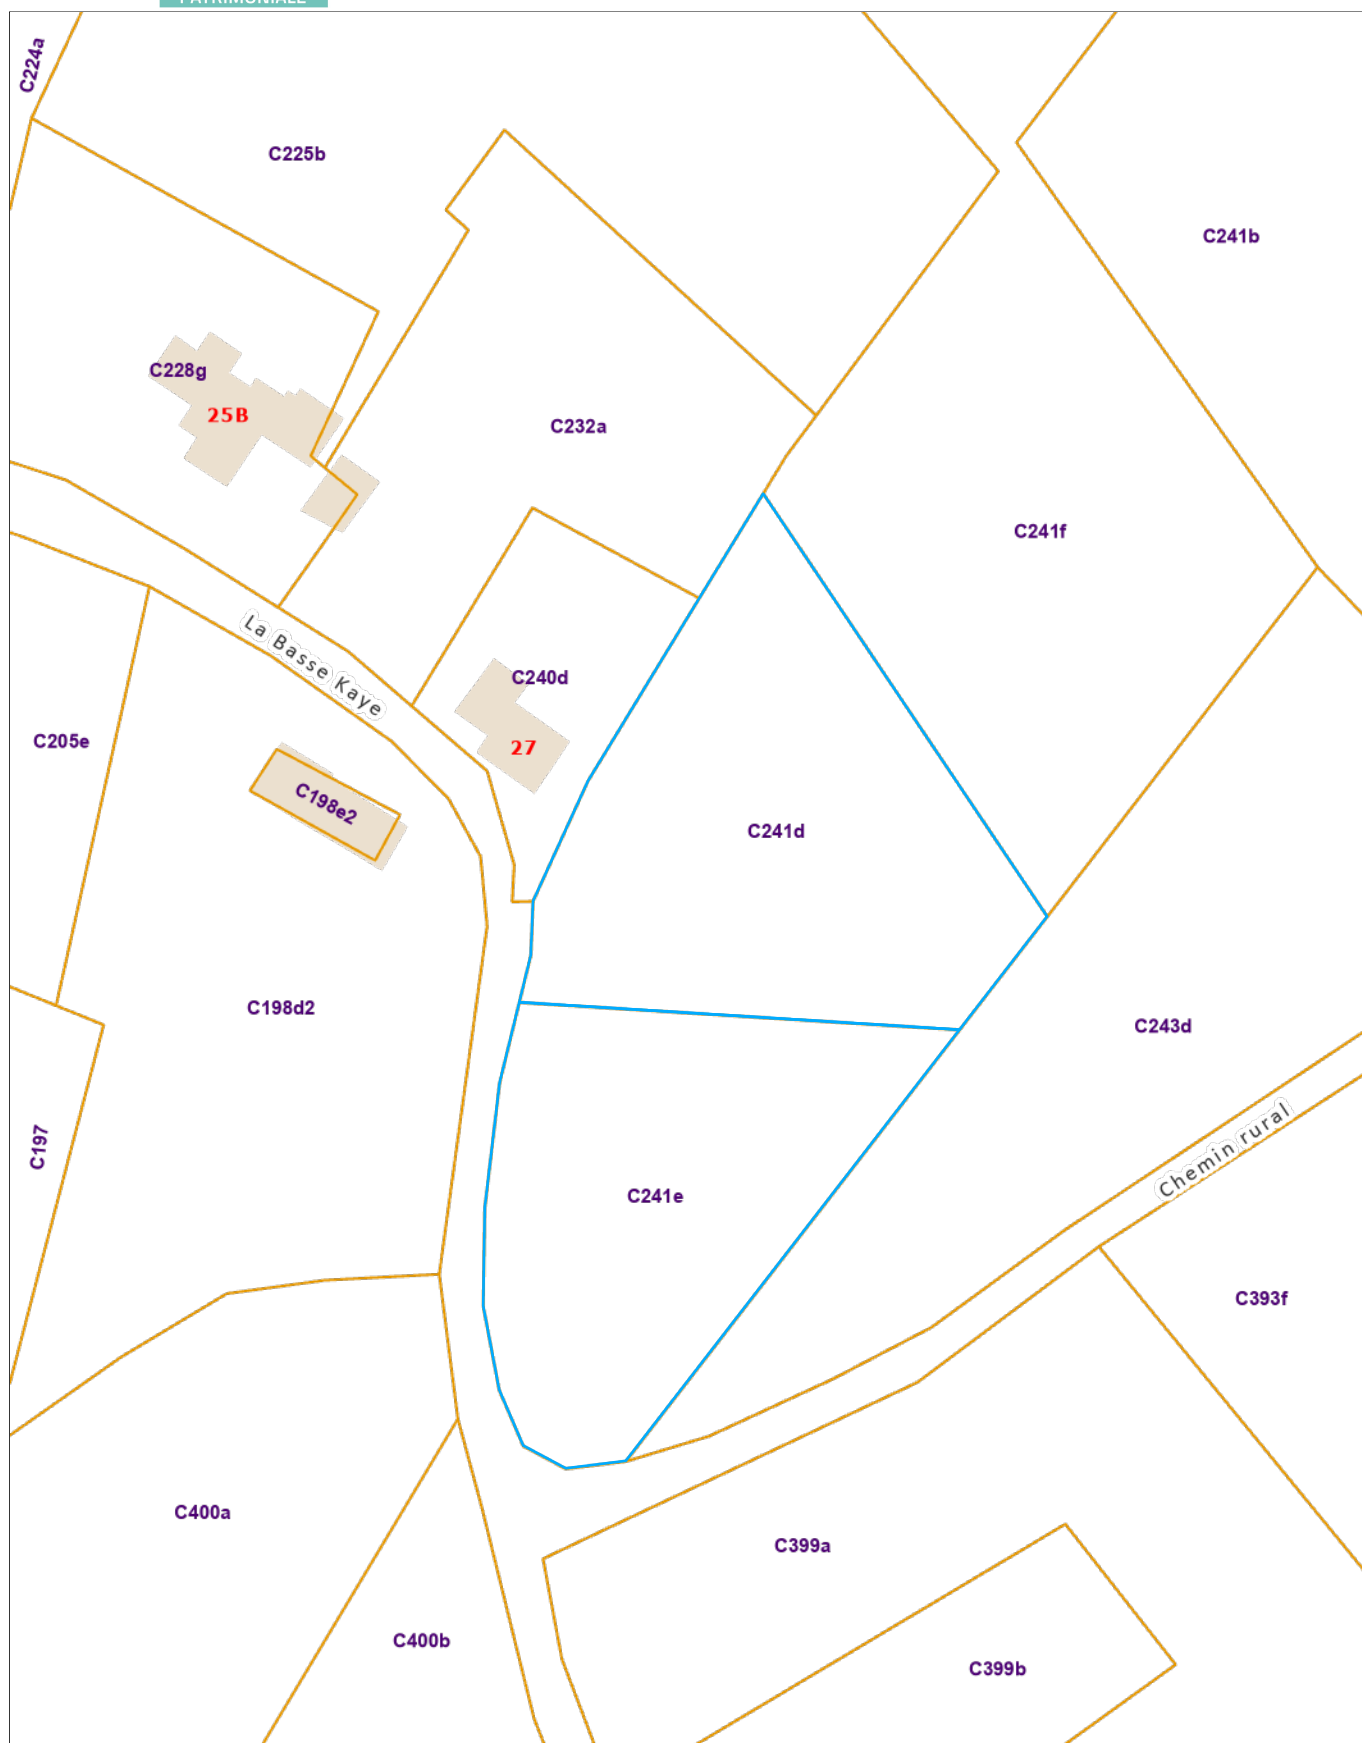 PATRIMONIALE
C224a
C225b
C241b
C228g
25B
C232a
C241f
La Basse Kaye
C240d
27
C205e
C198e2
C241d
C198d2
C243d
Chemin rural
C197
C241e
C393f
C400a
C399a
C400b
C399b